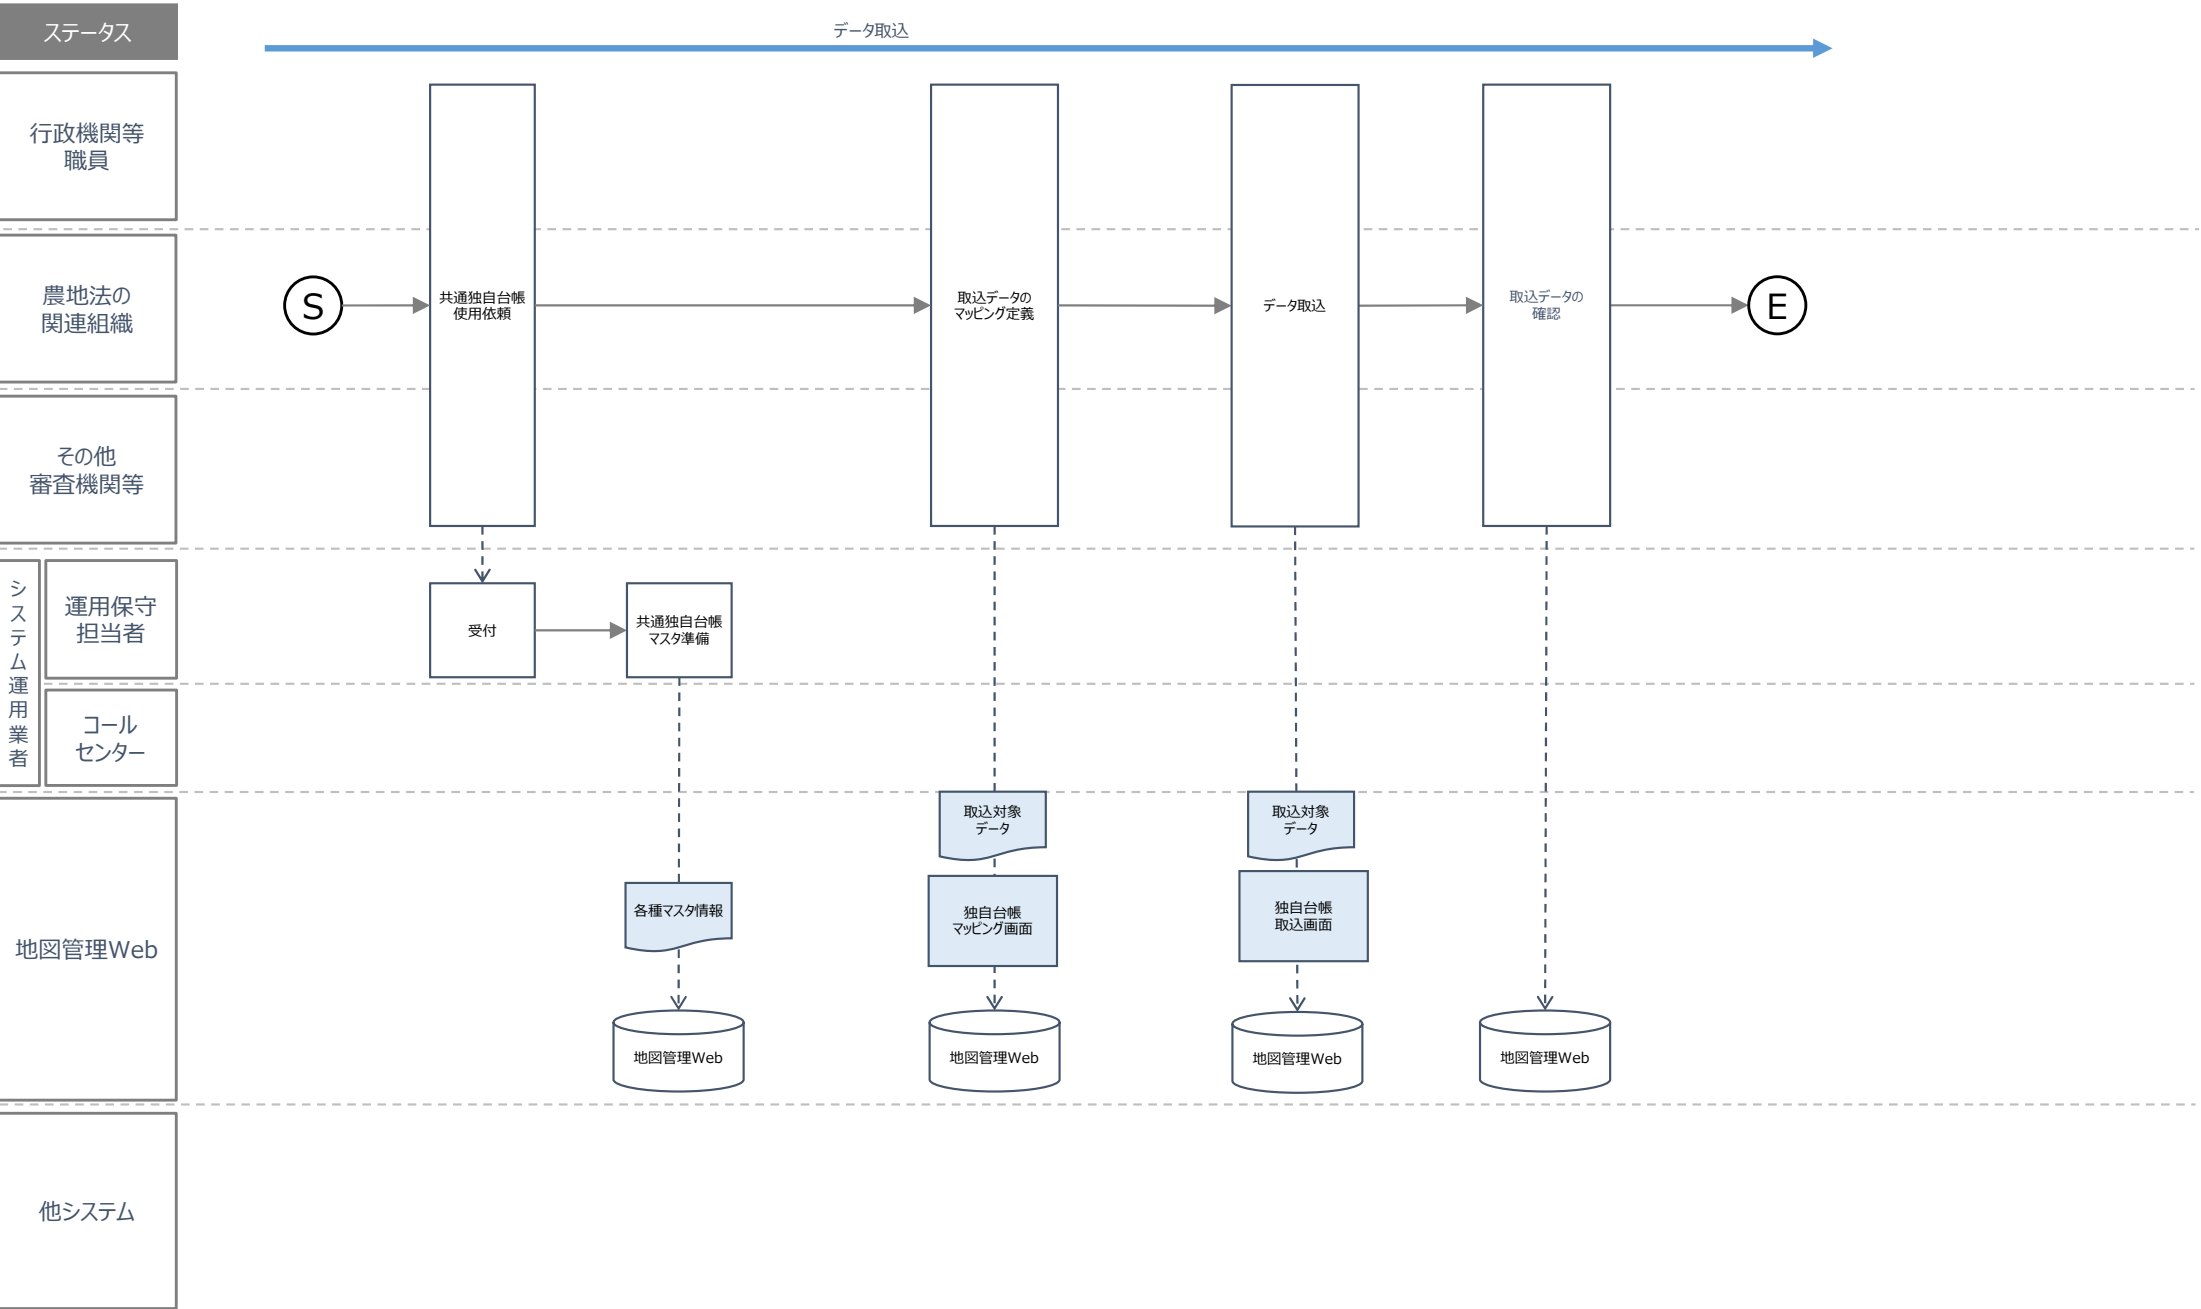 ステータス
データ取込
行政機関等
職員
農地法の
関連組織
S
共通独自台帳
使用依頼
取込データの
マッピング定義
データ取込
取込データの
確認
E
その他
審査機関等
システム運用業者
運用保守
担当者
受付
共通独自台帳
マスタ準備
コール
センター
地図管理Web
各種マスタ情報
地図管理Web
取込対象
データ
独自台帳
マッピング画面
地図管理Web
取込対象
データ
独自台帳
取込画面
地図管理Web
地図管理Web
他システム